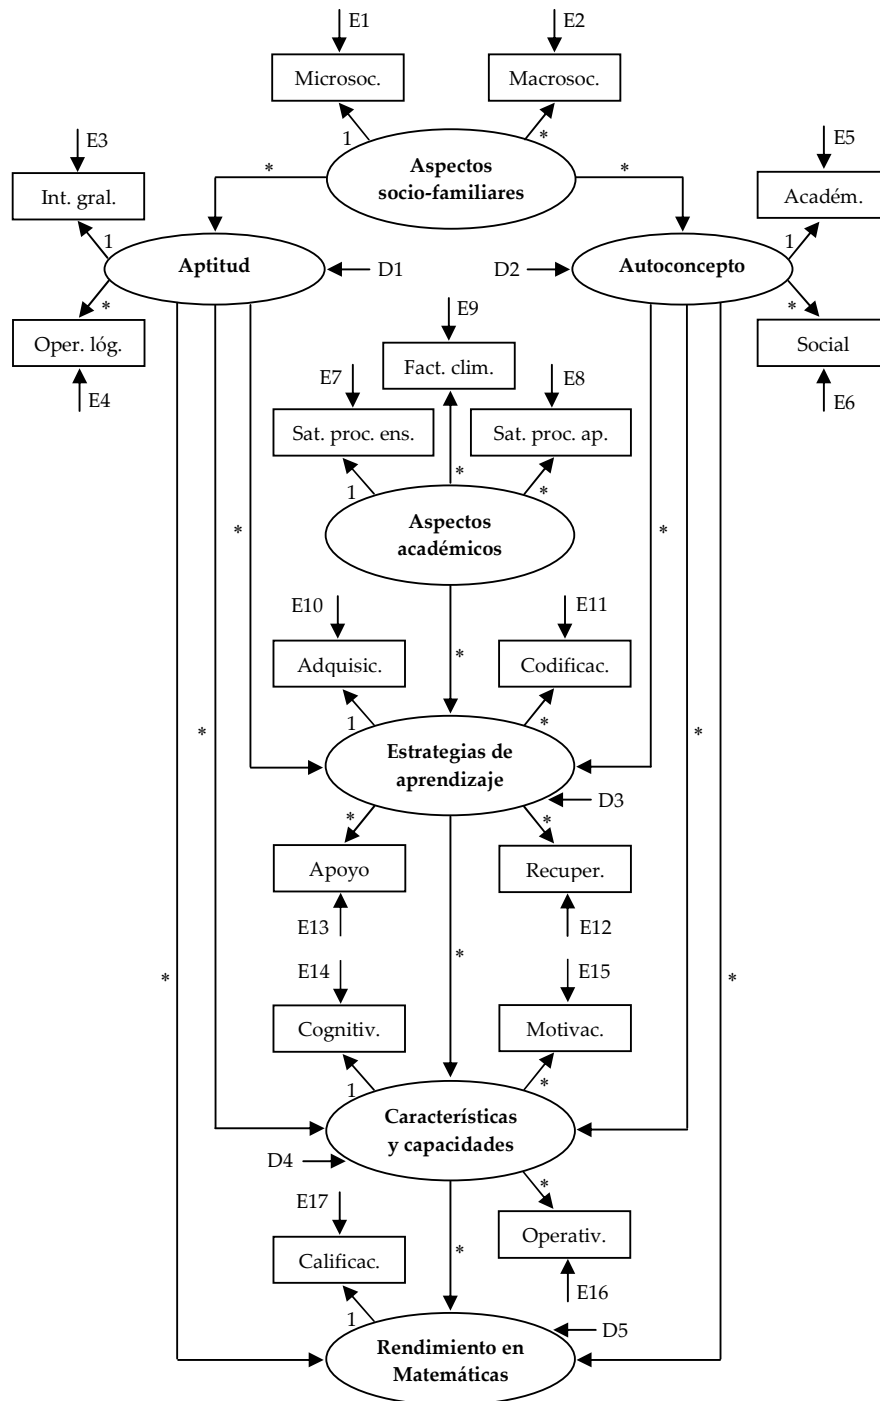 E1
E2
Microsoc.
Macrosoc.
1
*
E3
E5
Aspectos
socio-familiares
*
*
Int. gral.
Académ.
1
1
Aptitud
D1
D2
Autoconcepto
*
*
E9
Oper. lóg.
Social
Fact. clim.
E4
E6
E7
E8
Sat. proc. ens.
Sat. proc. ap.
*
1
*
Aspectos
académicos
*
*
*
E10
E11
Adquisic.
Codificac.
1
*
*
*
Estrategias de
aprendizaje
D3
*
*
Apoyo
Recuper.
E13
E12
*
*
*
E14
E15
Cognitiv.
Motivac.
1
*
Características
y capacidades
D4
*
E17
Operativ.
*
Calificac.
E16
1
D5
Rendimiento en
Matemáticas